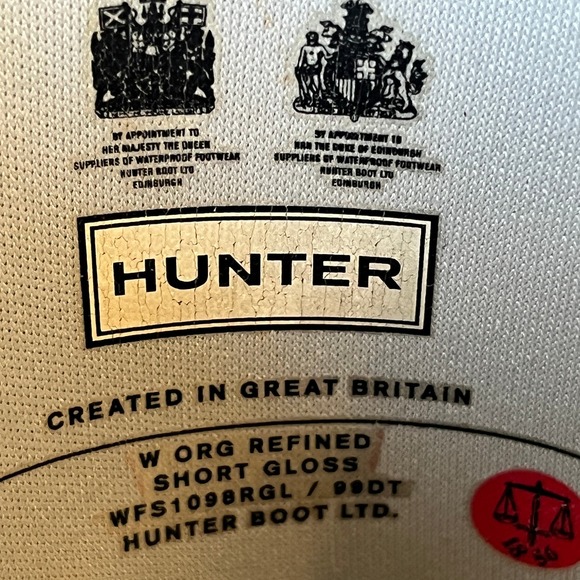 BY APPOINTMENT TO
HER MAJESTY THE QUEEN
SUPPLIERS OF WATERPROOF FOOTWEAR
HUNTER BOOT LTD
EDINBURGH
BY APPOINTMENT TO
HRH THE DUKE OF EDINBURGH
SUPPLIERS OF WATERPROOF FOOTWEAR
HUNTER BOOT LTD
EDINBURGH
HUNTER
CREATED IN GREAT BRITAIN
W ORG REFINED
SHORT GLOSS
WFS1098RGL / 99DT
HUNTER BOOT LTD.
18 56